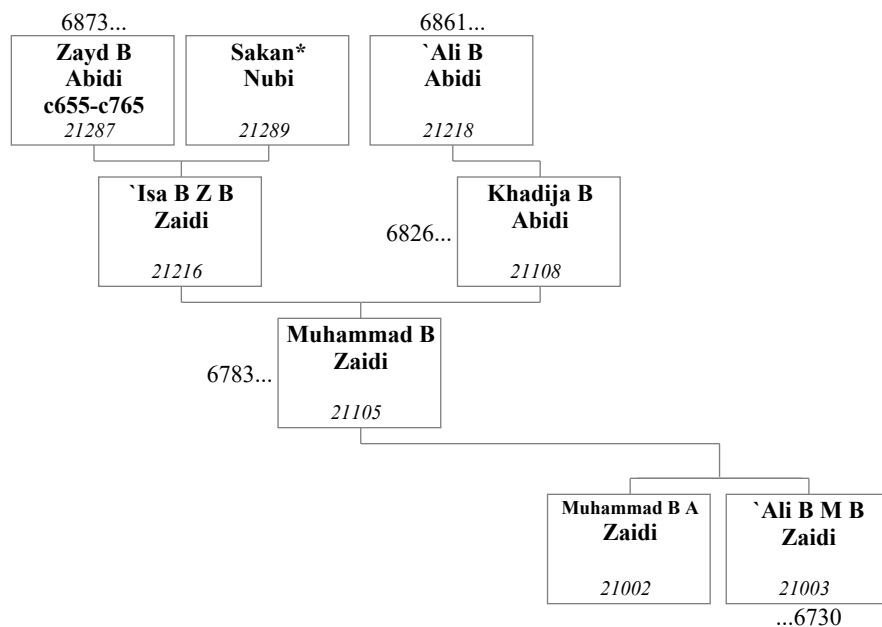 6873...
Zayd B
Abidi
c655-c765
21287
Sakan*
Nubi
21289
6861...
`Ali B
Abidi
21218
`Isa B Z B
Zaidi
21216
6826...
Khadija B
Abidi
21108
6783...
Muhammad B
Zaidi
21105
Muhammad B A
Zaidi
21002
`Ali B M B
Zaidi
21003
...6730